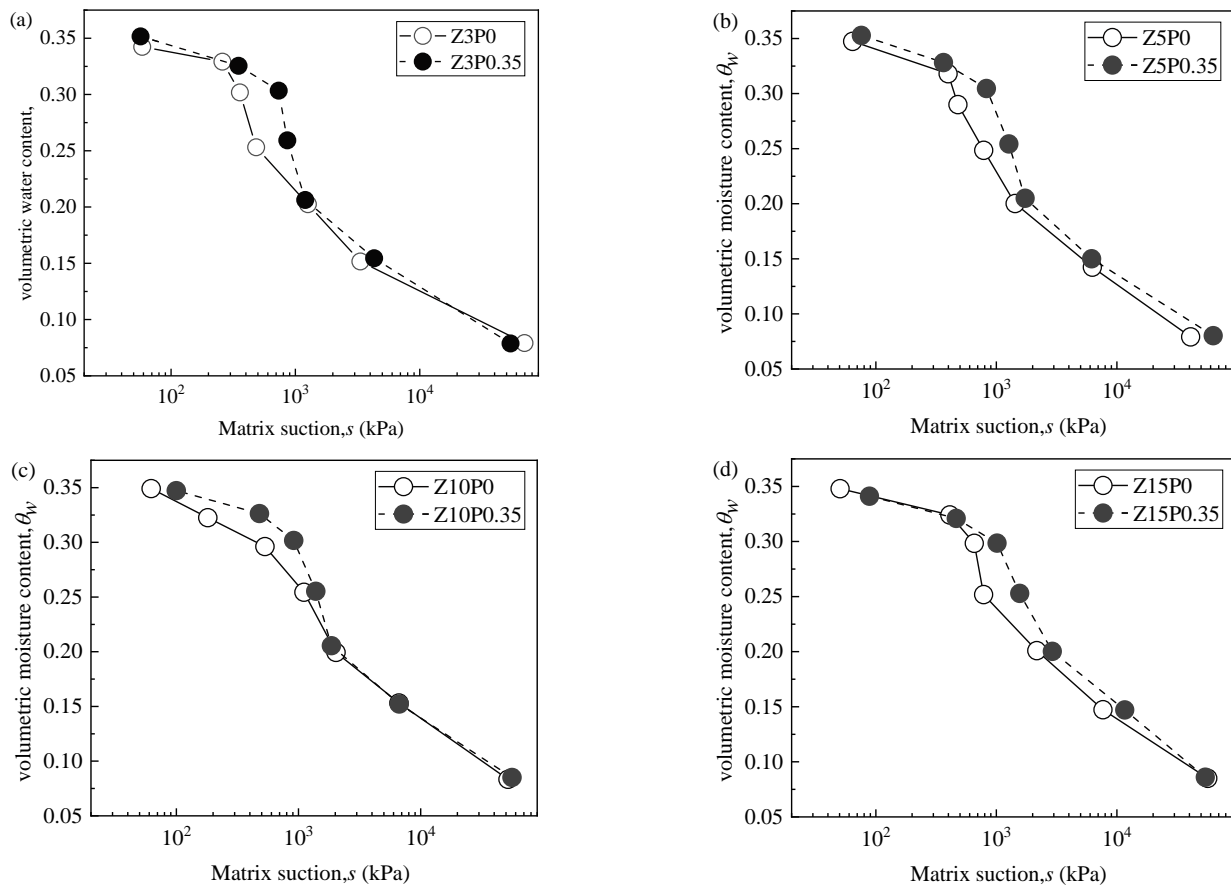 (a)
Z3P0
Z3P0.35
volumetric water content,
0.35
0.30
0.25
0.20
0.15
0.10
0.05
10² 10³ 10⁴
Matrix suction,s (kPa)
(b)
Z5P0
Z5P0.35
volumetric moisture content, θw
0.35
0.30
0.25
0.20
0.15
0.10
0.05
10² 10³ 10⁴
Matrix suction,s (kPa)
(c)
Z10P0
Z10P0.35
volumetric moisture content, θw
0.35
0.30
0.25
0.20
0.15
0.10
0.05
10² 10³ 10⁴
Matrix suction,s (kPa)
(d)
Z15P0
Z15P0.35
volumetric moisture content, θw
0.35
0.30
0.25
0.20
0.15
0.10
0.05
10² 10³ 10⁴
Matrix suction,s (kPa)